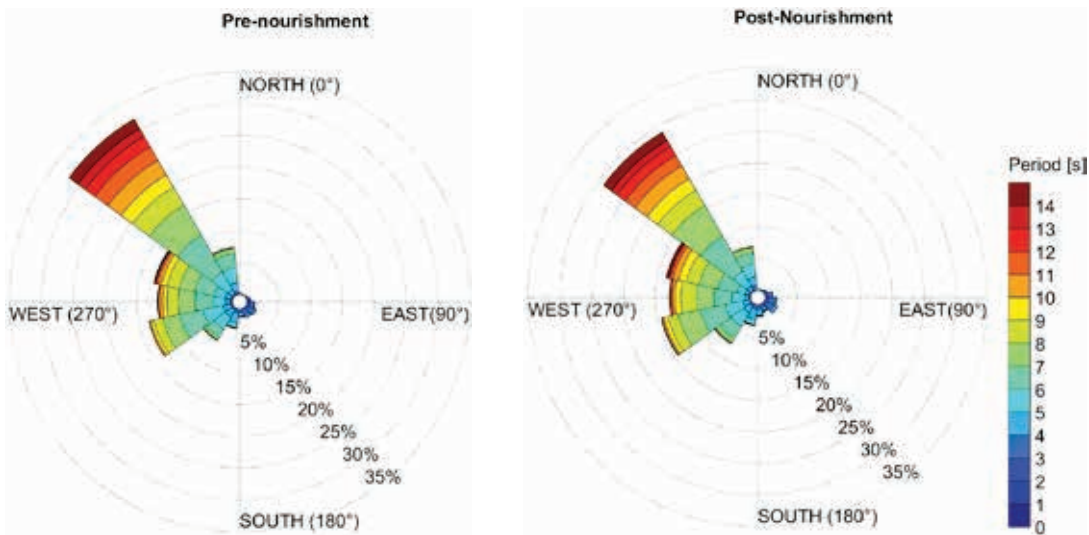 Pre-nourishment
NORTH (0°)
WEST (270°)
EAST(90°)
5%
10%
15%
20%
25%
30%
35%
SOUTH (180°)
Post-Nourishment
NORTH (0°)
WEST (270°)
EAST(90°)
5%
10%
15%
20%
25%
30%
35%
SOUTH (180°)
Period [s]
14
13
12
11
10
9
8
7
6
5
4
3
2
1
0